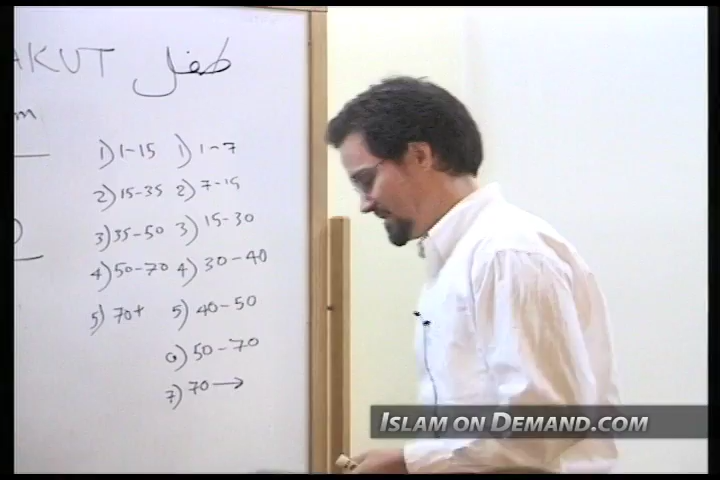 AKUT طفل
m
1) 1-15 1) 1-7
2) 15-35 2) 7-15
3) 35-50 3) 15-30
4) 50-70 4) 30-40
5) 70+ 5) 40-50
6) 50-70
7) 70→
ISLAM ON DEMAND.COM